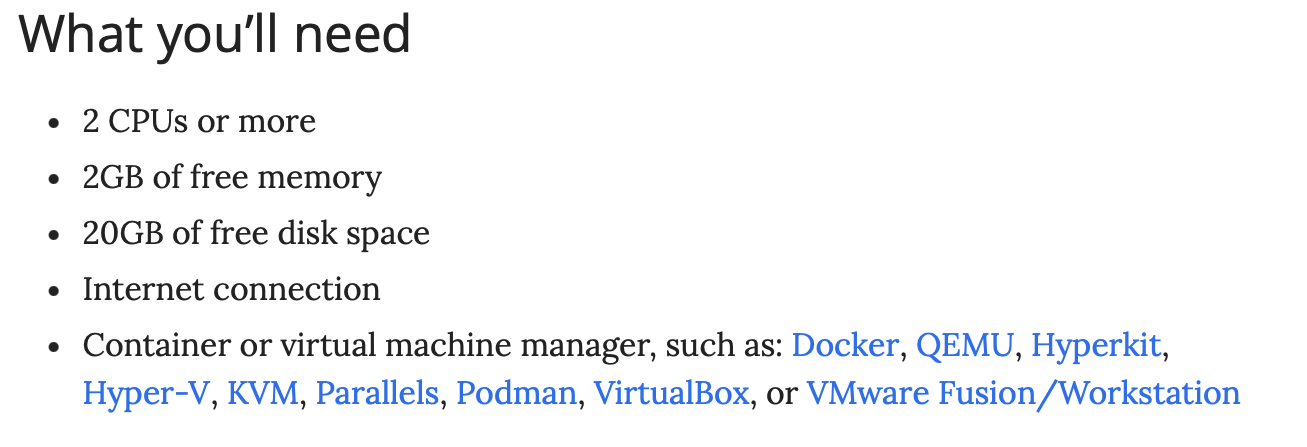 What you’ll need
• 2 CPUs or more
• 2GB of free memory
• 20GB of free disk space
• Internet connection
• Container or virtual machine manager, such as: Docker, QEMU, Hyperkit,
Hyper-V, KVM, Parallels, Podman, VirtualBox, or VMware Fusion/Workstation